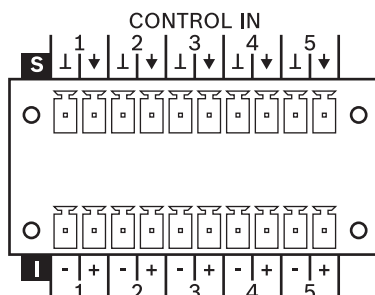 CONTROL IN
1 2 3 4 5
S ⊥ ↓ ⊥ ↓ ⊥ ↓ ⊥ ↓ ⊥ ↓
I - + - + - + - + - +
1 2 3 4 5